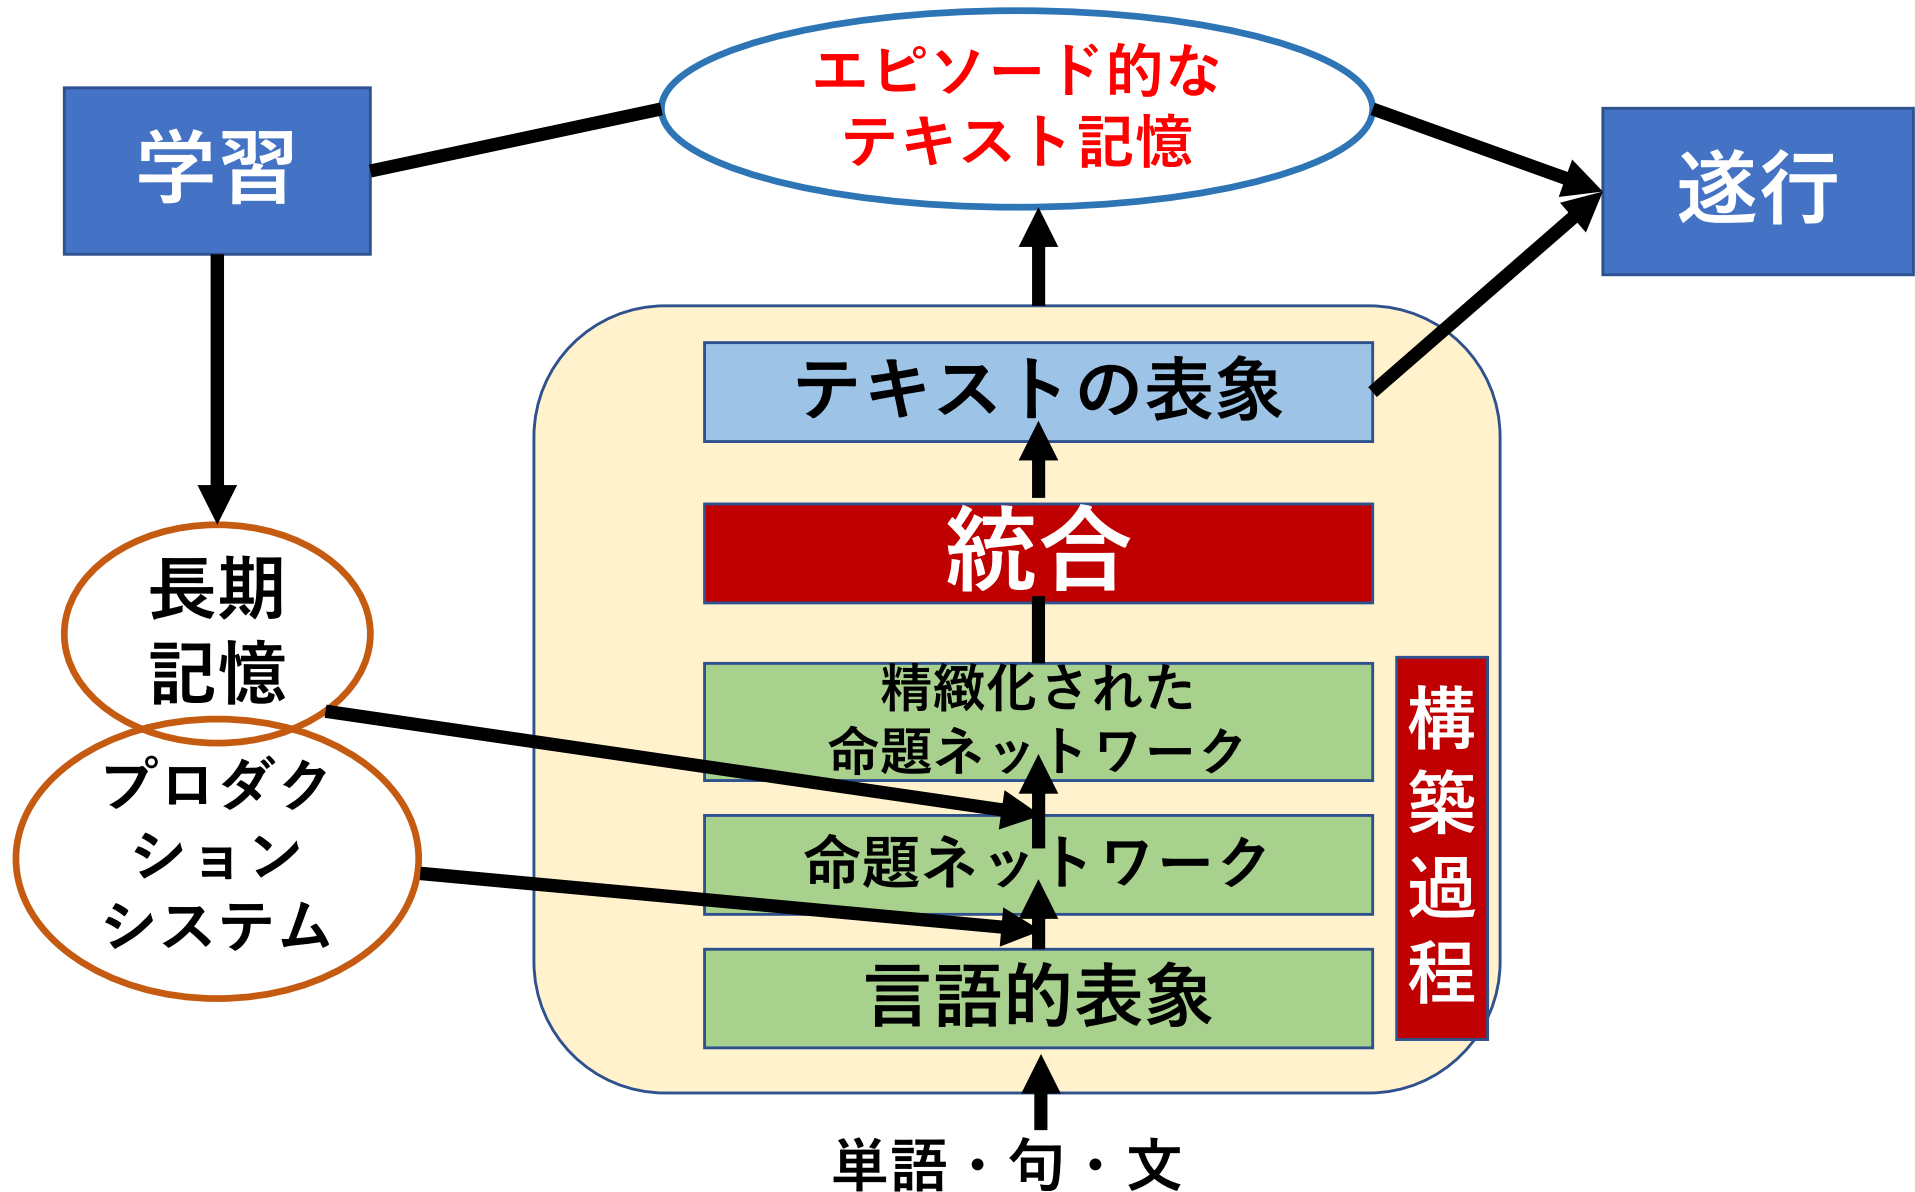 エピソード的な
テキスト記憶
学習
遂行
テキストの表象
統合
長期
記憶
精緻化された
命題ネットワーク
構
築
過
程
プロダク
ション
システム
命題ネットワーク
言語的表象
単語・句・文